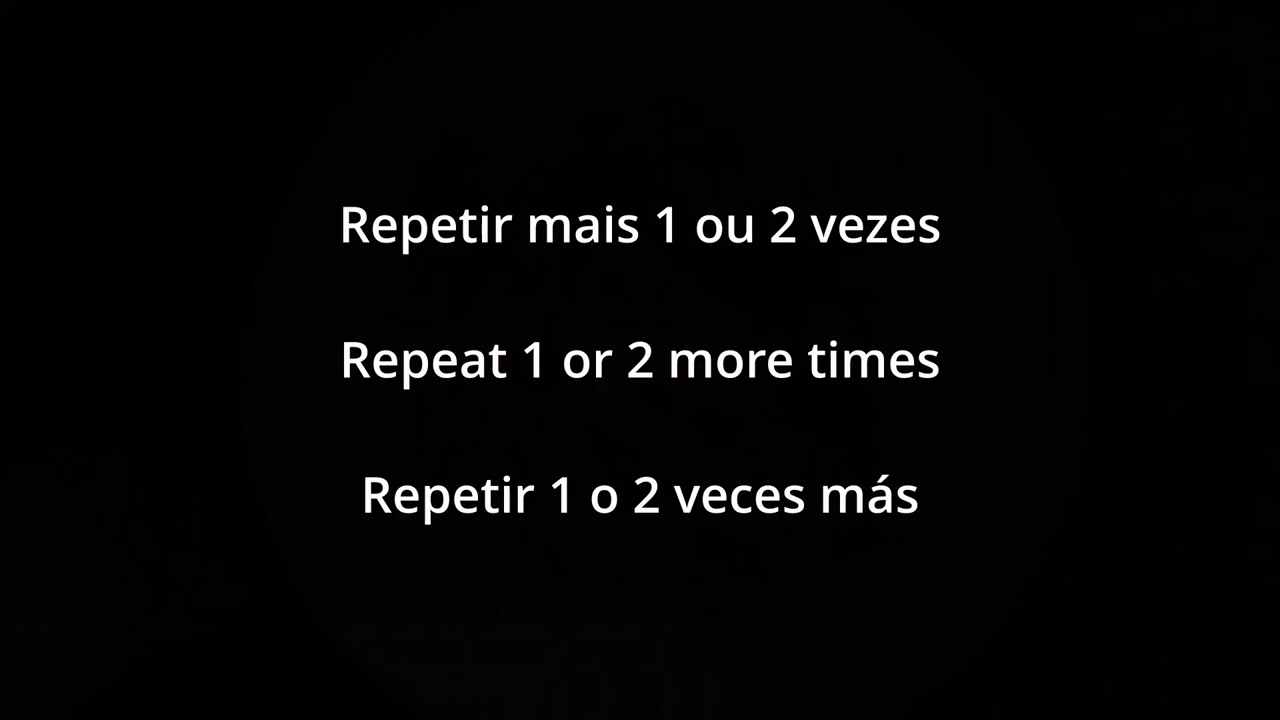 Repetir mais 1 ou 2 vezes
Repeat 1 or 2 more times
Repetir 1 o 2 veces más